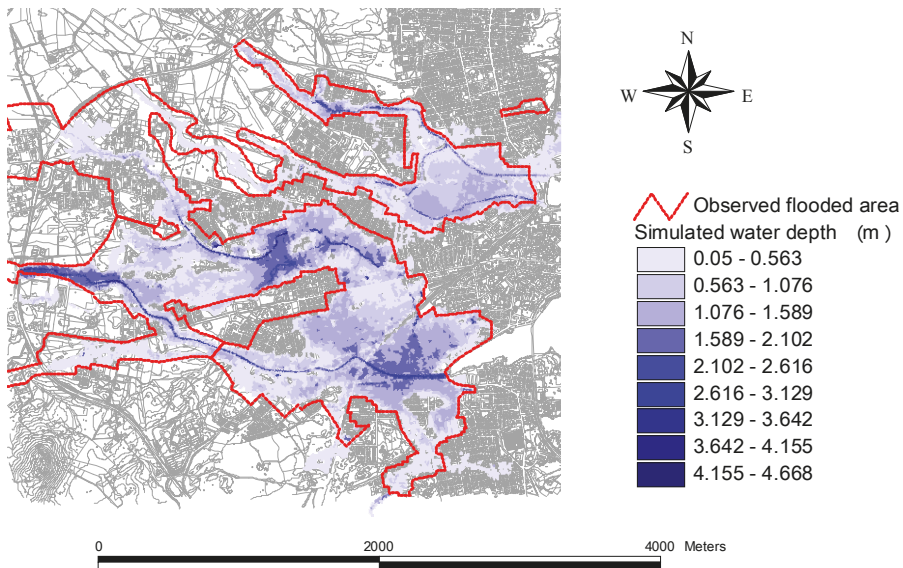 N
W E
S
Observed flooded area
Simulated water depth (m )
0.05 - 0.563
0.563 - 1.076
1.076 - 1.589
1.589 - 2.102
2.102 - 2.616
2.616 - 3.129
3.129 - 3.642
3.642 - 4.155
4.155 - 4.668
0 2000 4000 Meters